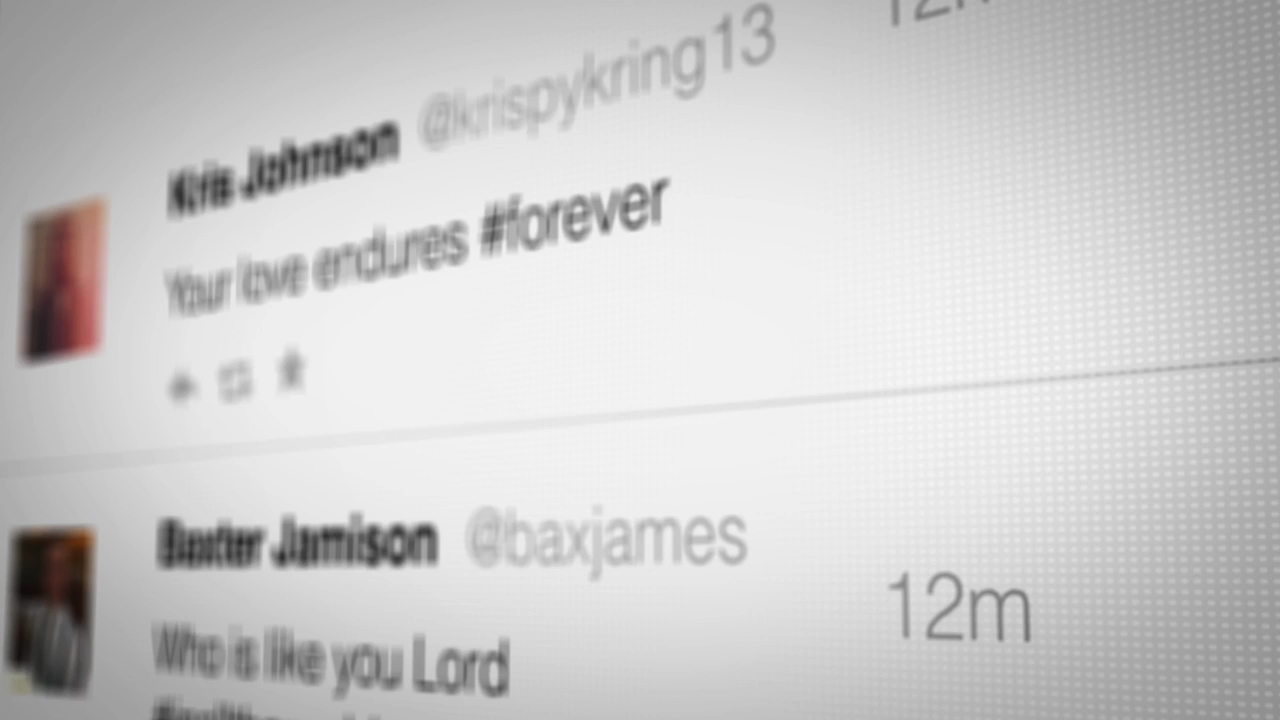 Kris Johnson @krispykring13
Your love endures #forever
Baxter Jamison @baxjames
12m
Who is like you Lord